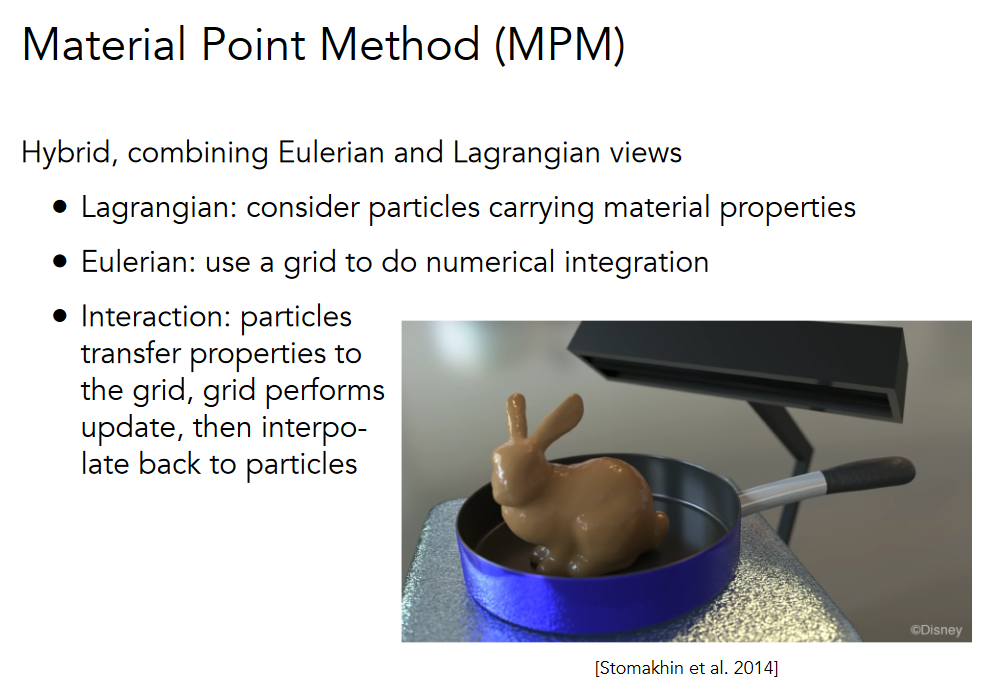 Material Point Method (MPM)
Hybrid, combining Eulerian and Lagrangian views
● Lagrangian: consider particles carrying material properties
● Eulerian: use a grid to do numerical integration
● Interaction: particles
transfer properties to
the grid, grid performs
update, then interpo-
late back to particles
©Disney
[Stomakhin et al. 2014]